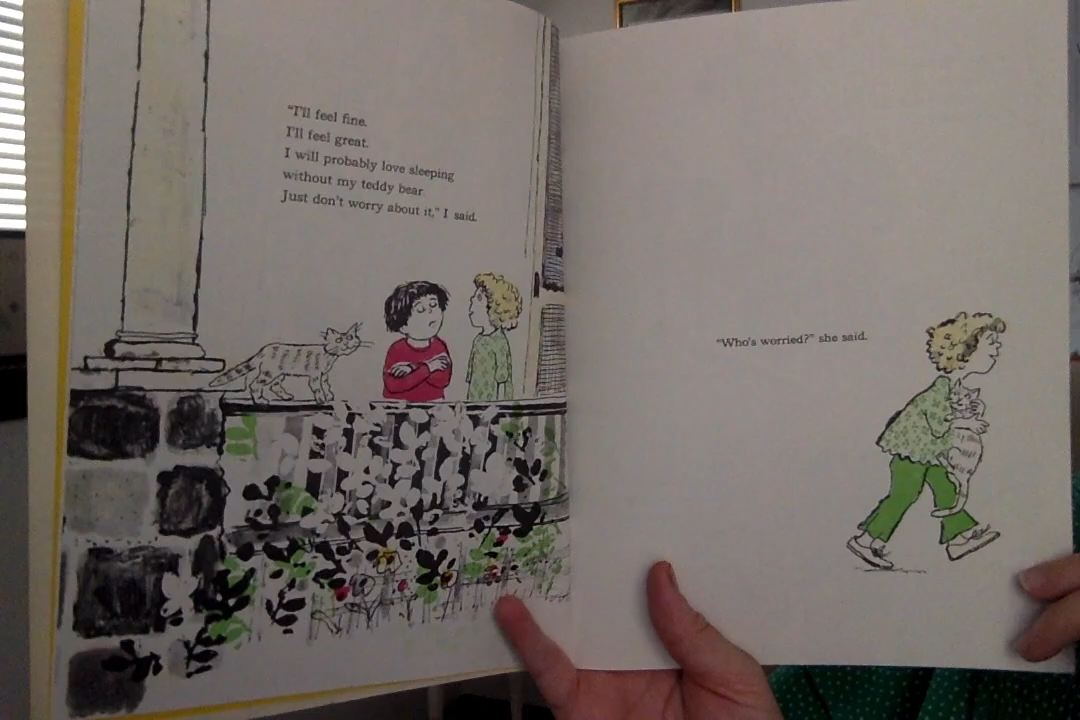 "I'll feel fine.
I'll feel great.
I will probably love sleeping
without my teddy bear.
Just don't worry about it," I said.
"Who's worried?" she said.